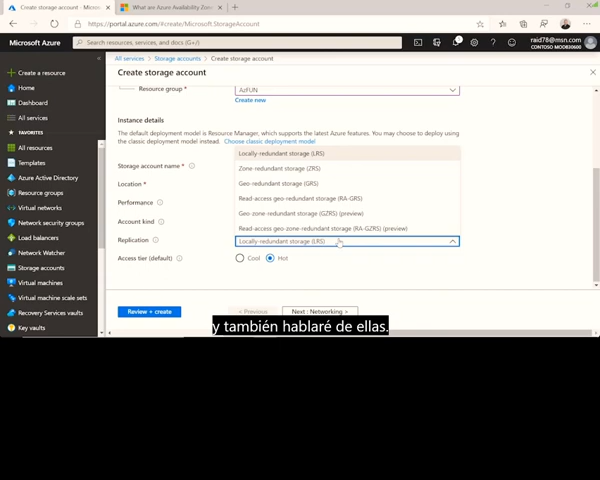 Create storage account - Micros
What are Azure Availability Zon
https://portal.azure.com/#create/Microsoft.StorageAccount
Microsoft Azure
Search resources, services, and docs (G+/)
raid78@msn.com
All services > Storage accounts > Create storage account
Create a resource
Home
Dashboard
All services
FAVORITES
All resources
Templates
Azure Active Directory
Resource groups
Virtual networks
Network security groups
Load balancers
Network Watcher
Storage accounts
Virtual machines
Virtual machine scale sets
Recovery Services vaults
Key vaults
Create storage account
Resource group
AzFUN
Create new
Instance details
The default deployment model is Resource Manager, which supports the latest Azure features. You may choose to deploy using
the classic deployment model instead. Choose classic deployment model
Storage account name *
Location *
Performance
Account kind
Replication
Locally-redundant storage (LRS)
Zone-redundant storage (ZRS)
Geo-redundant storage (GRS)
Read-access geo-redundant storage (RA-GRS)
Geo-zone-redundant storage (GZRS) (preview)
Read-access geo-zone-redundant storage (RA-GZRS) (preview)
Locally-redundant storage (LRS)
Access tier (default)
Cool
Hot
Review + create
< Previous
Next : Networking >
y también hablaré de ellas.